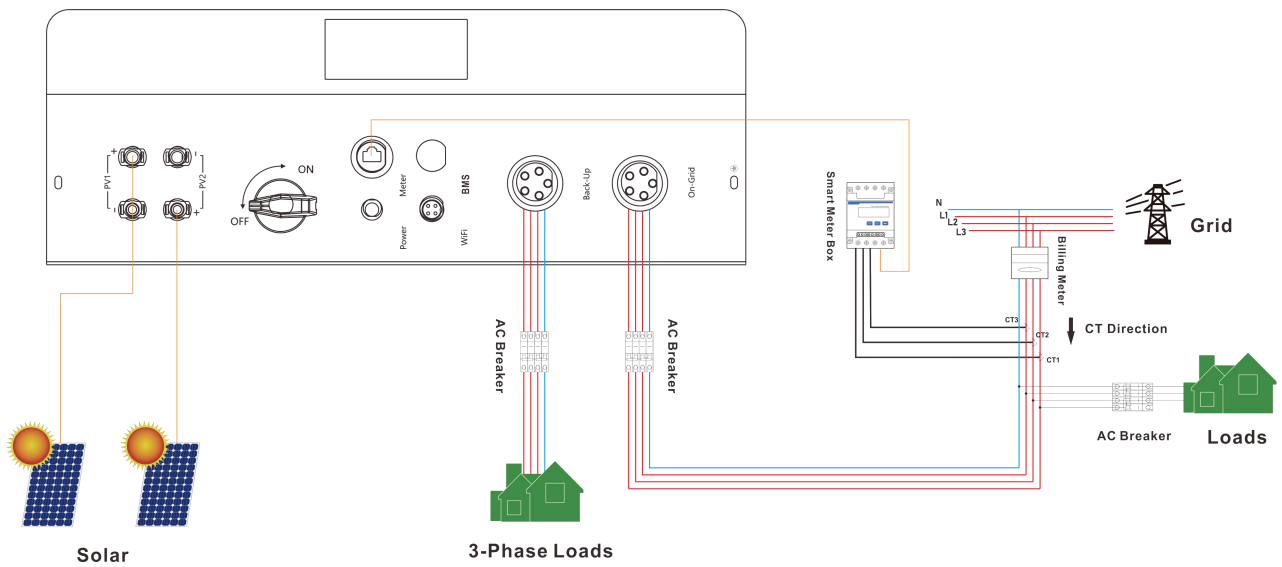 +
-
PV1
PV2
-
+
ON
OFF
Meter
BMS
Power
WiFi
Back-Up
On-Grid
Smart Meter Box
N
L1
L2
L3
Grid
Billing Meter
CT3
CT2
CT1
CT Direction
AC Breaker
AC Breaker
AC Breaker
Loads
3-Phase Loads
Solar